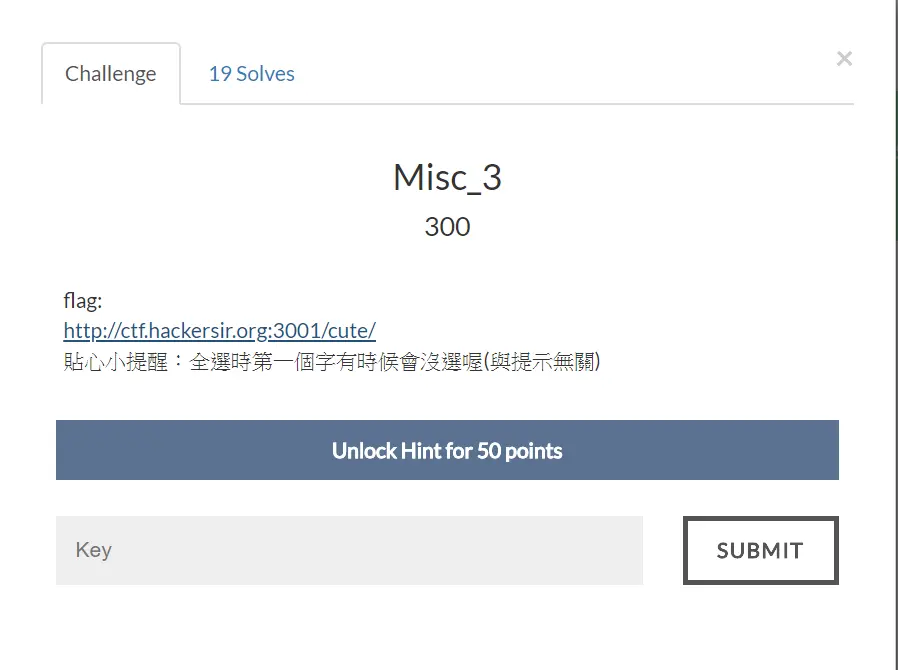 Challenge
19 Solves
×
Misc_3
300
flag:
http://ctf.hackersir.org:3001/cute/
貼心小提醒：全選時第一個字有時候會沒選喔(與提示無關)
Unlock Hint for 50 points
Key
SUBMIT